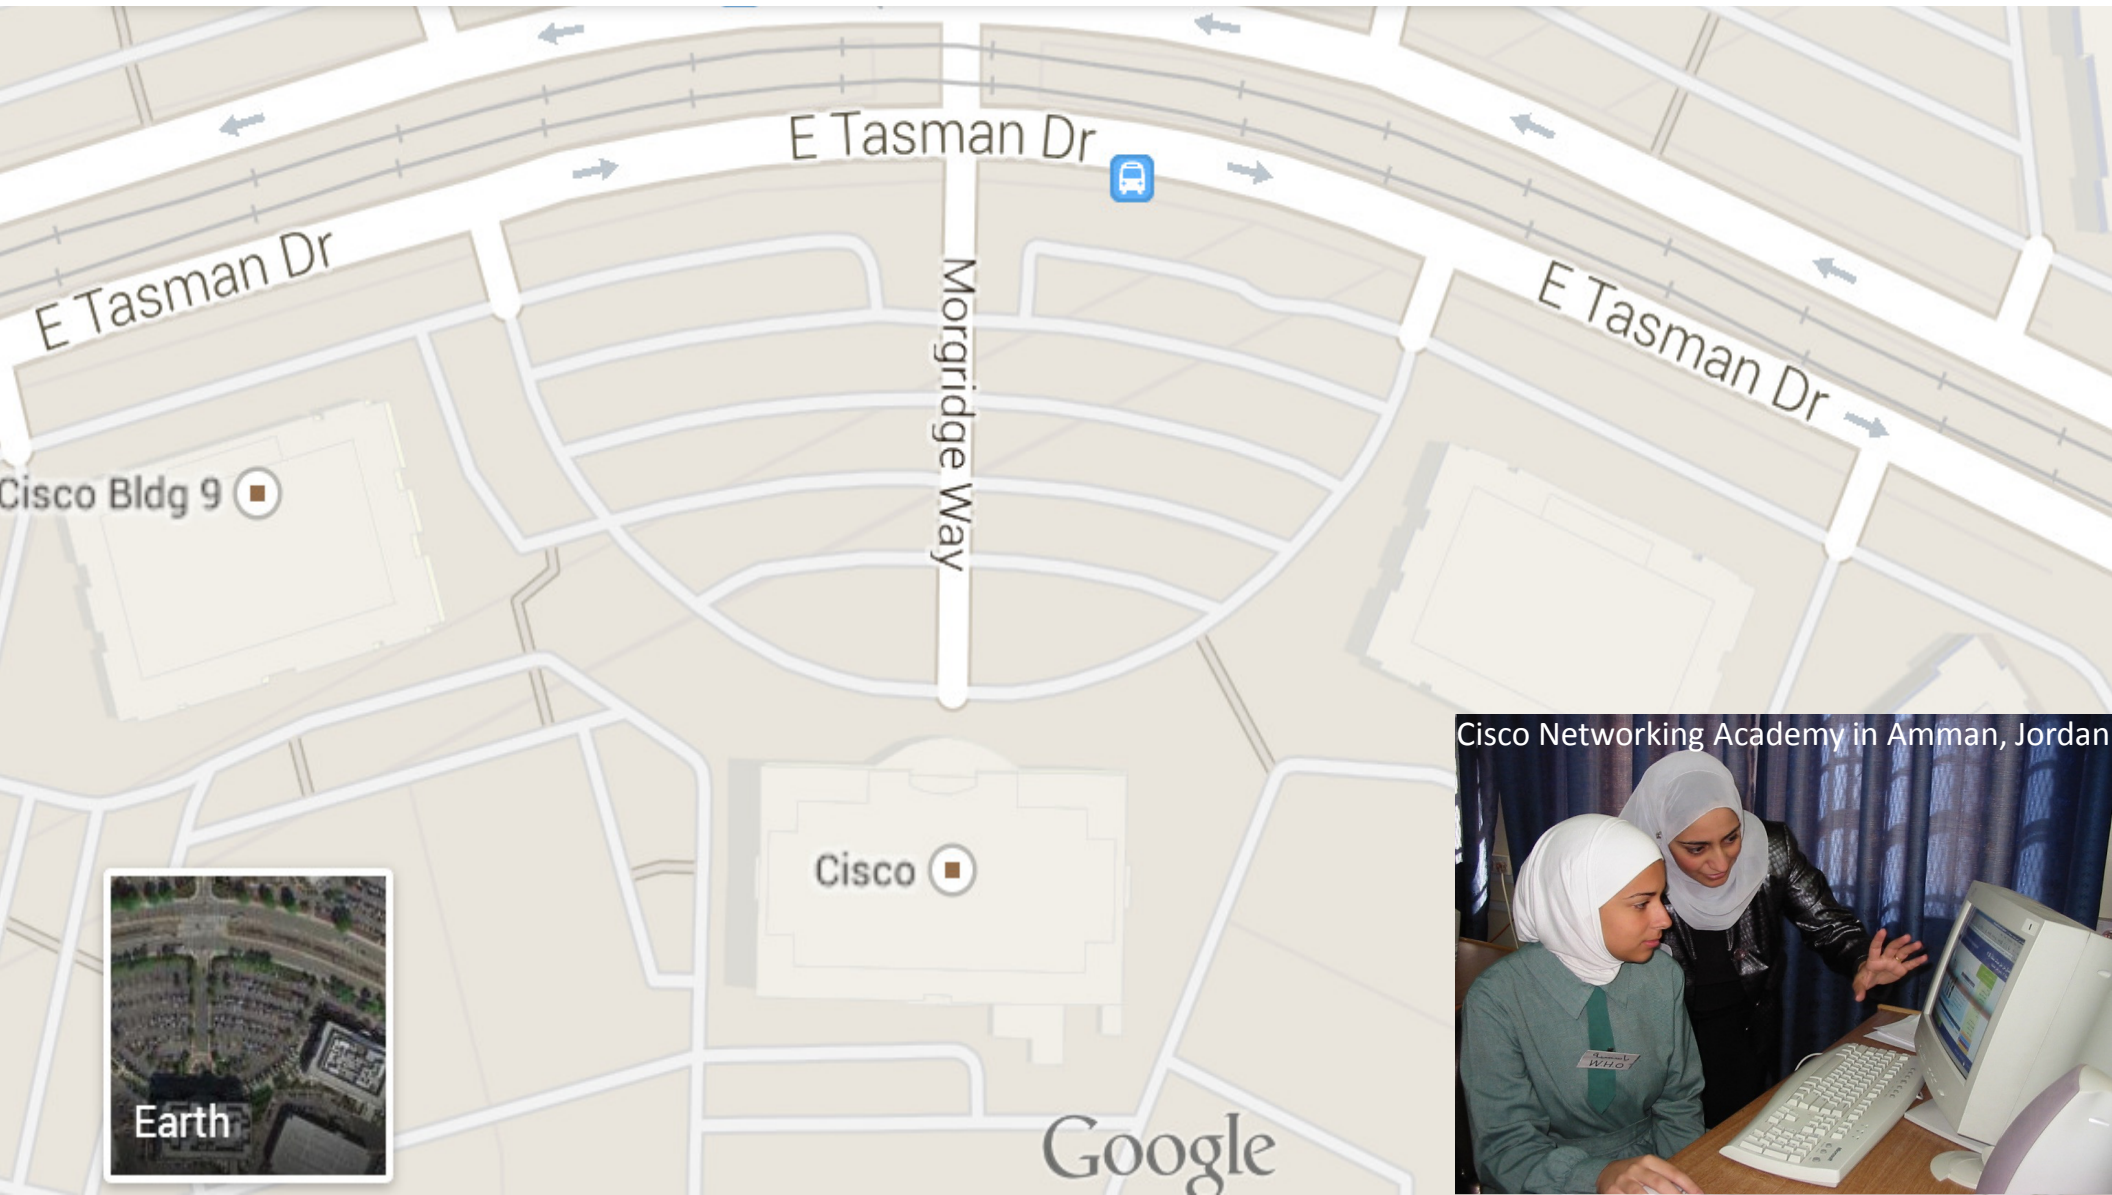 E Tasman Dr
E Tasman Dr
E Tasman Dr
Morgridge Way
Cisco Bldg 9
Cisco Networking Academy in Amman, Jordan
Cisco
W.H.O
Earth
Google